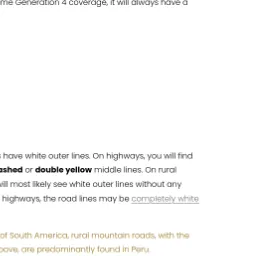 me Generation 4 coverage, it will always have a
have white outer lines. On highways, you will find
ashed or double yellow middle lines. On rural
vill most likely see white outer lines without any
highways, the road lines may be completely white
of South America, rural mountain roads, with the
bove, are predominantly found in Peru.